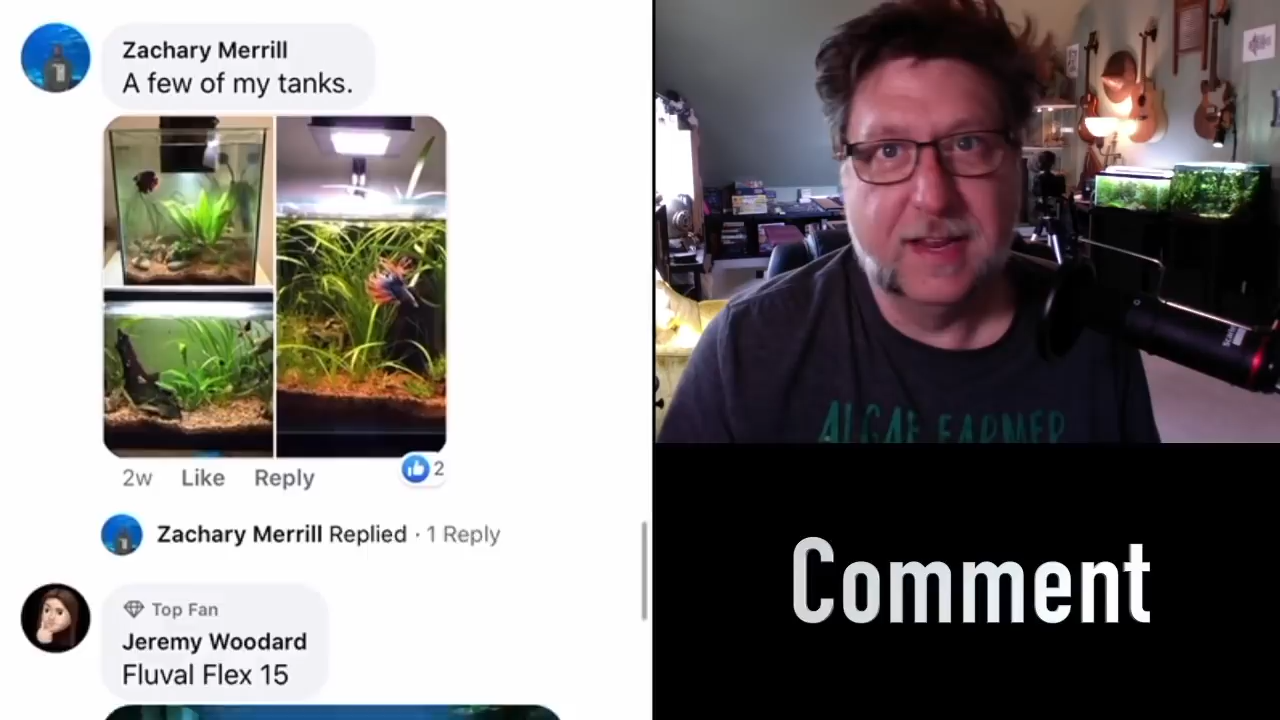 Zachary Merrill
A few of my tanks.
2w Like Reply 2
Zachary Merrill Replied · 1 Reply
Top Fan
Jeremy Woodard
Fluval Flex 15
ALGAE FARMER
Comment